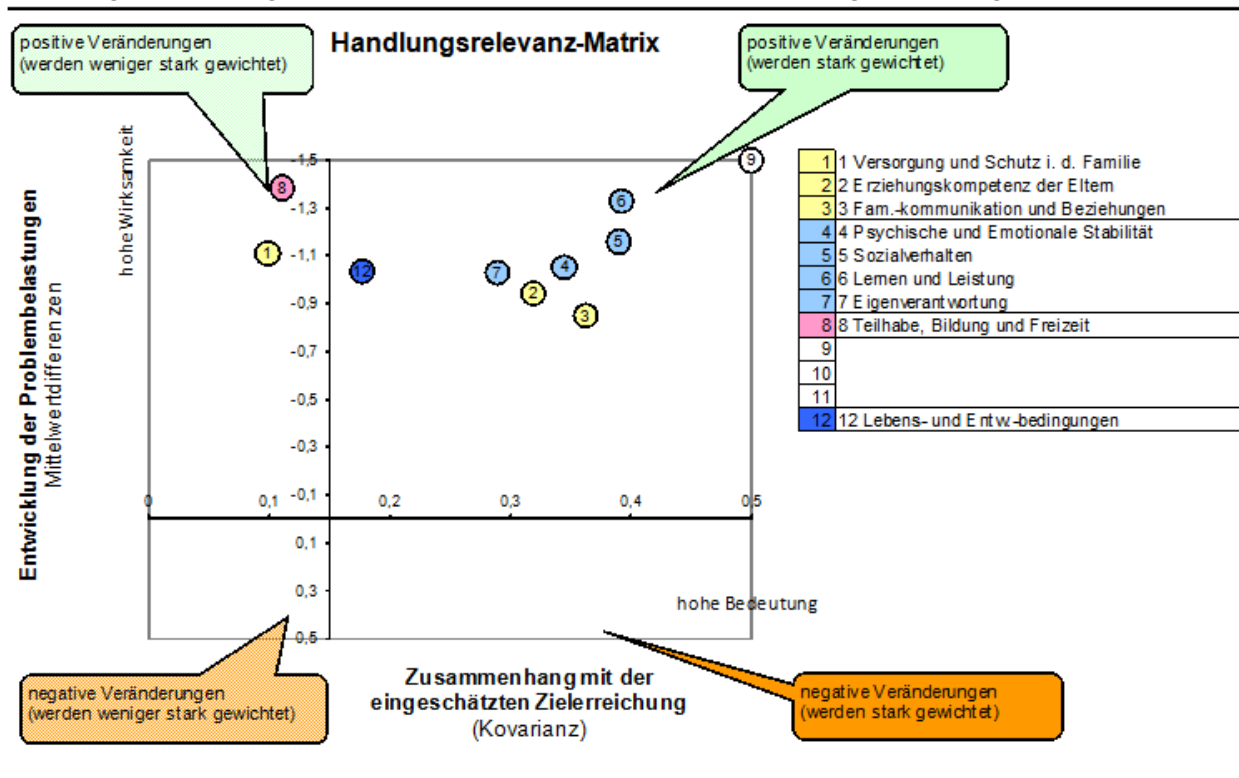 Handlungsrelevanz-Matrix
positive Veränderungen
(werden weniger stark gewichtet)
positive Veränderungen
(werden stark gewichtet)
hohe Wirksamkeit
Entwicklung der Problembelastungen
Mittelwertdifferenzen
-1,5
-1,3
-1,1
-0,9
-0,7
-0,5
-0,3
-0,1
0,1
0,3
0,5
0
0,1
0,2
0,3
0,4
0,5
9
8
6
5
1
12
7
4
2
3
1 1 Versorgung und Schutz i. d. Familie
2 2 Erziehungskompetenz der Eltern
3 3 Fam.-kommunikation und Beziehungen
4 4 Psychische und Emotionale Stabilität
5 5 Sozialverhalten
6 6 Lernen und Leistung
7 7 Eigenverantwortung
8 8 Teilhabe, Bildung und Freizeit
9
10
11
12 12 Lebens- und Entw.-bedingungen
hohe Bedeutung
negative Veränderungen
(werden weniger stark gewichtet)
Zusammenhang mit der
eingeschätzten Zielerreichung
(Kovarianz)
negative Veränderungen
(werden stark gewichtet)